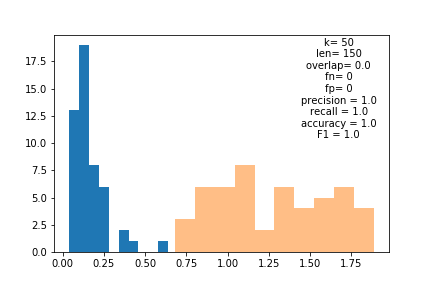 k= 50
len= 150
overlap= 0.0
fn= 0
fp= 0
precision = 1.0
recall = 1.0
accuracy = 1.0
F1 = 1.0
17.5
15.0
12.5
10.0
7.5
5.0
2.5
0.0
0.00 0.25 0.50 0.75 1.00 1.25 1.50 1.75